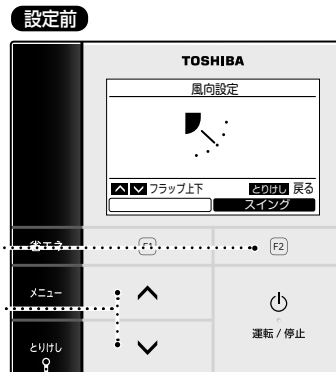 設定前
TOSHIBA
風向設定
フラップ上下 とりけし 戻る
スイング
省エネ F1 F2
メニュー
運転 / 停止
とりけし